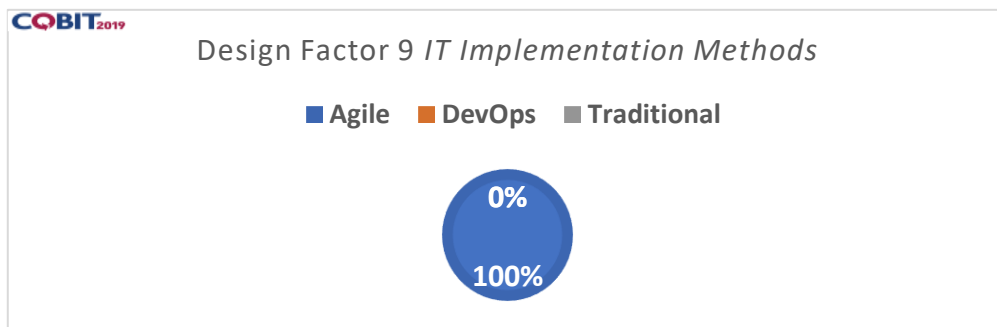 COBIT2019
Design Factor 9 IT Implementation Methods
Agile DevOps Traditional
0%
100%